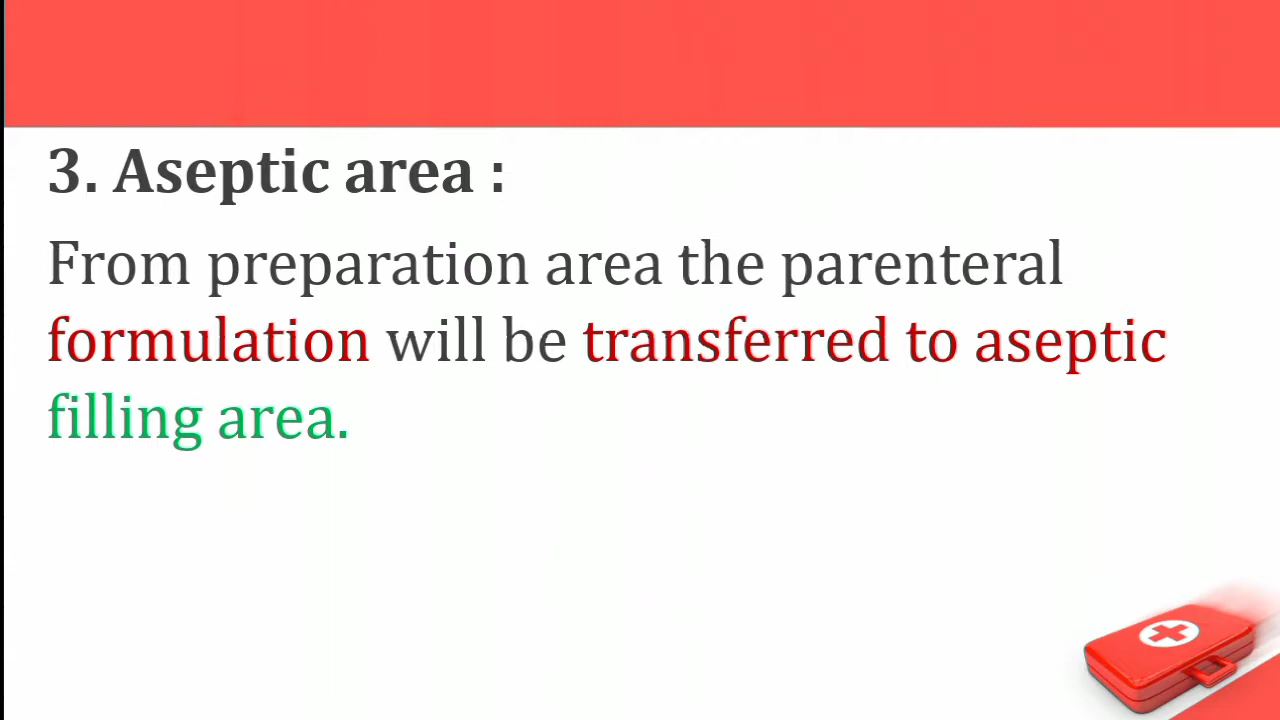 3. Aseptic area :
From preparation area the parenteral
formulation will be transferred to aseptic
filling area.